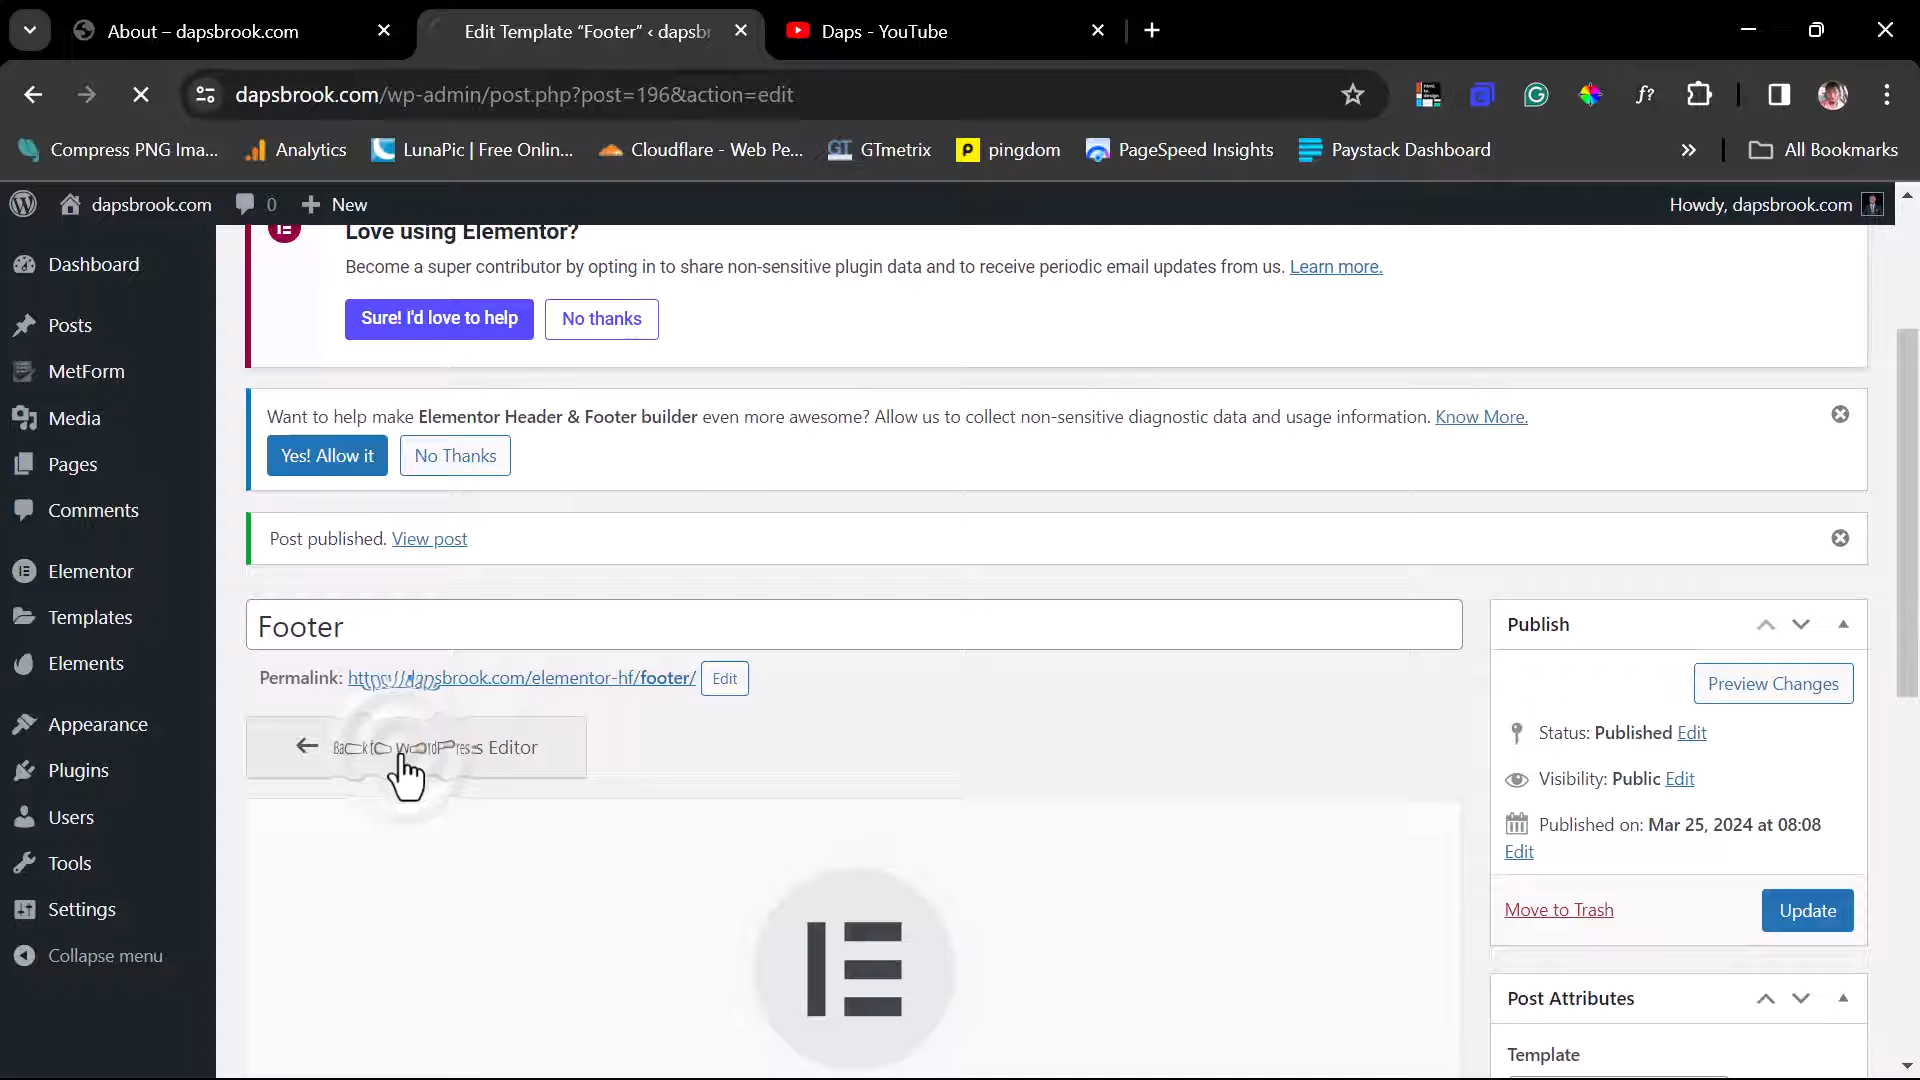 About – dapsbrook.com
Edit Template “Footer” ‹ dapsbr
Daps - YouTube
dapsbrook.com/wp-admin/post.php?post=196&action=edit
Compress PNG Ima...
Analytics
LunaPic | Free Onlin...
Cloudflare - Web Pe...
GTmetrix
pingdom
PageSpeed Insights
Paystack Dashboard
All Bookmarks
dapsbrook.com
0
New
Howdy, dapsbrook.com
Dashboard
Posts
MetForm
Media
Pages
Comments
Elementor
Templates
Elements
Appearance
Plugins
Users
Tools
Settings
Collapse menu
Love using Elementor?
Become a super contributor by opting in to share non-sensitive plugin data and to receive periodic email updates from us. Learn more.
Sure! I'd love to help
No thanks
Want to help make Elementor Header & Footer builder even more awesome? Allow us to collect non-sensitive diagnostic data and usage information. Know More.
Yes! Allow it
No Thanks
Post published. View post
Footer
Permalink: https://dapsbrook.com/elementor-hf/footer/ Edit
Back to WordPress Editor
Publish
Preview Changes
Status: Published Edit
Visibility: Public Edit
Published on: Mar 25, 2024 at 08:08
Edit
Move to Trash
Update
Post Attributes
Template